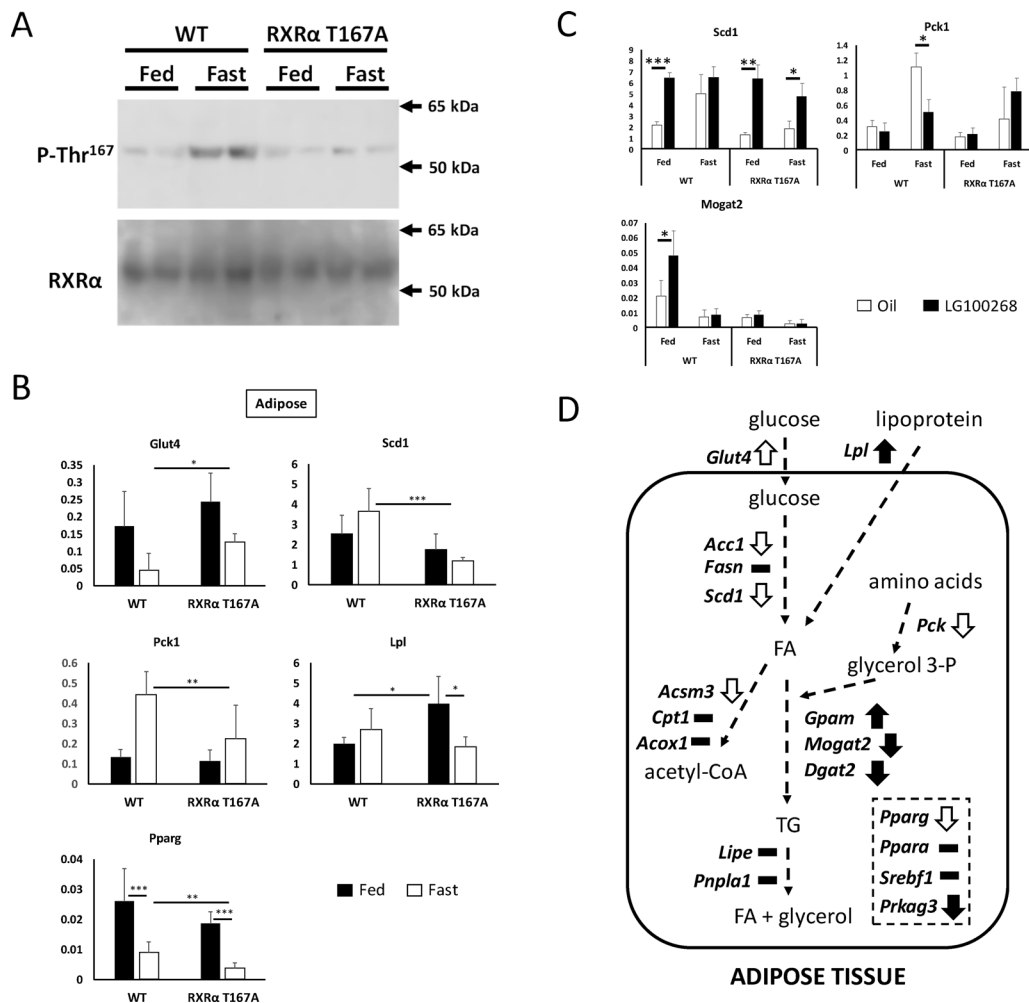 A
WT
RXRα T167A
Fed
Fast
Fed
Fast
P-Thr167
65 kDa
50 kDa
RXRα
65 kDa
50 kDa
B
Adipose
Glut4
0.35
0.3
0.25
0.2
0.15
0.1
0.05
0
*
WT
RXRα T167A
Scd1
6
5
4
3
2
1
0
***
WT
RXRα T167A
Pck1
0.6
0.5
0.4
0.3
0.2
0.1
0
**
WT
RXRα T167A
Lpl
6
5
4
3
2
1
0
*
*
WT
RXRα T167A
Pparg
0.04
0.03
0.02
0.01
0
***
**
***
WT
RXRα T167A
Fed
Fast
C
Scd1
9
8
7
6
5
4
3
2
1
0
***
**
*
Fed
Fast
Fed
Fast
WT
RXRα T167A
Pck1
1.4
1.2
1
0.8
0.6
0.4
0.2
0
*
Fed
Fast
Fed
Fast
WT
RXRα T167A
Mogat2
0.07
0.06
0.05
0.04
0.03
0.02
0.01
0
*
Fed
Fast
Fed
Fast
WT
RXRα T167A
Oil
LG100268
D
glucose
lipoprotein
Glut4
Lpl
glucose
Acc1
Fasn
Scd1
amino acids
Pck
FA
glycerol 3-P
Acsm3
Cpt1
Acox1
acetyl-CoA
Gpam
Mogat2
Dgat2
TG
Lipe
Pnpla1
FA + glycerol
Pparg
Ppara
Srebf1
Prkag3
ADIPOSE TISSUE